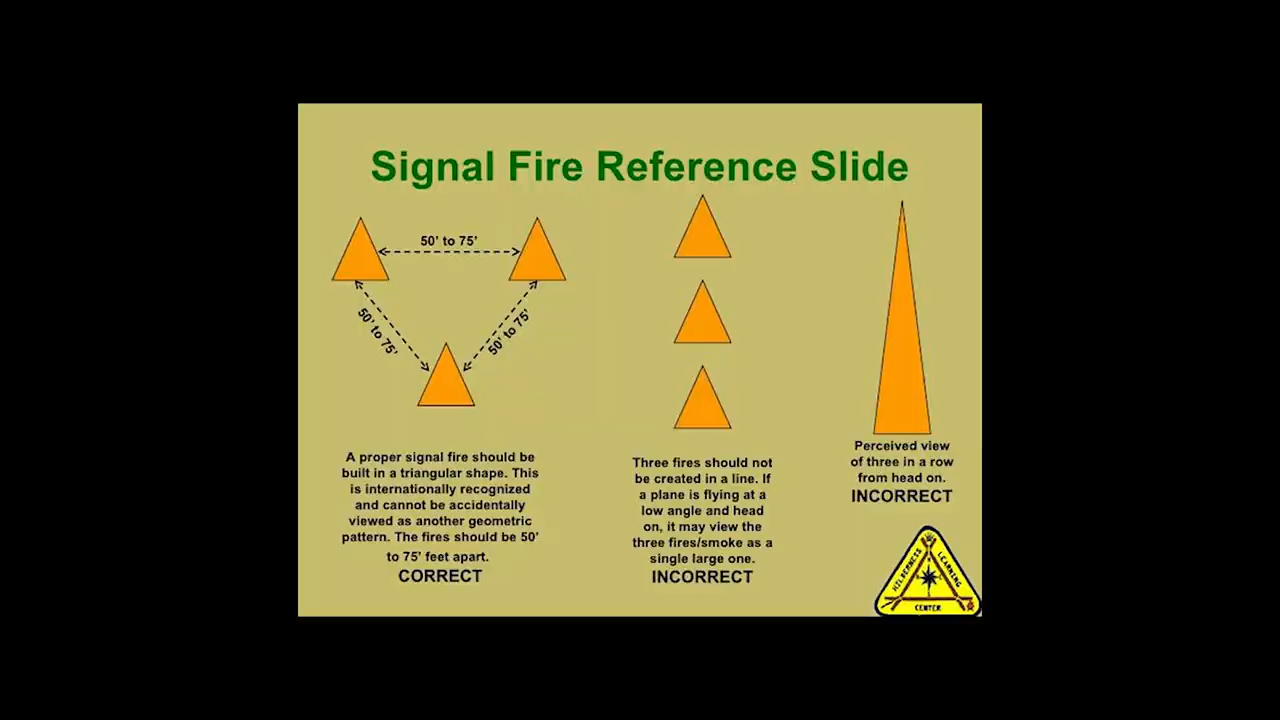 Signal Fire Reference Slide
50' to 75'
50' to 75'
50' to 75'
A proper signal fire should be
built in a triangular shape. This
is internationally recognized
and cannot be accidentally
viewed as another geometric
pattern. The fires should be 50'
to 75' feet apart.
CORRECT
Three fires should not
be created in a line. If
a plane is flying at a
low angle and head
on, it may view the
three fires/smoke as a
single large one.
INCORRECT
Perceived view
of three in a row
from head on.
INCORRECT
WILDERNESS
LEARNING
CENTER